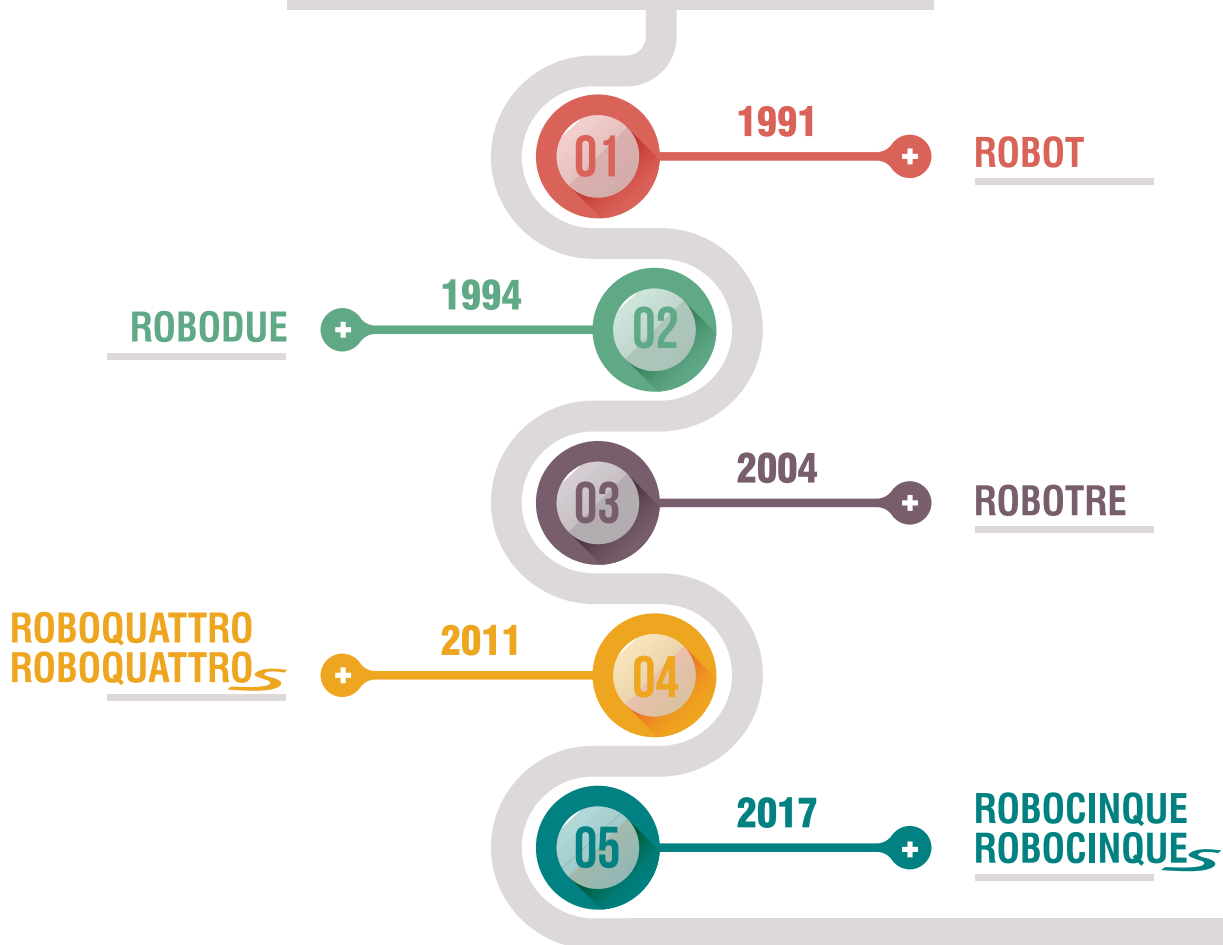 01
1991
ROBOT
ROBODUE
1994
02
03
2004
ROBOTRE
ROBOQUATTRO
ROBOQUATTROS
2011
04
05
2017
ROBOCINQUE
ROBOCINQUES